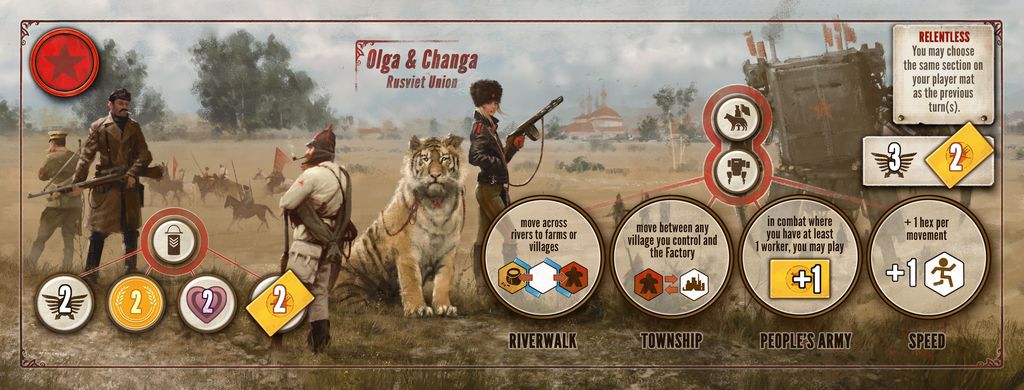 Olga & Changa
Rusviet Union
RELENTLESS
You may choose
the same section on
your player mat
as the previous
turn(s).
3
2
2
2
2
2
move across
rivers to farms or
villages
RIVERWALK
move between any
village you control and
the Factory
TOWNSHIP
in combat where
you have at least
1 worker, you may play
+1
PEOPLE'S ARMY
+ 1 hex per
movement
+1
SPEED